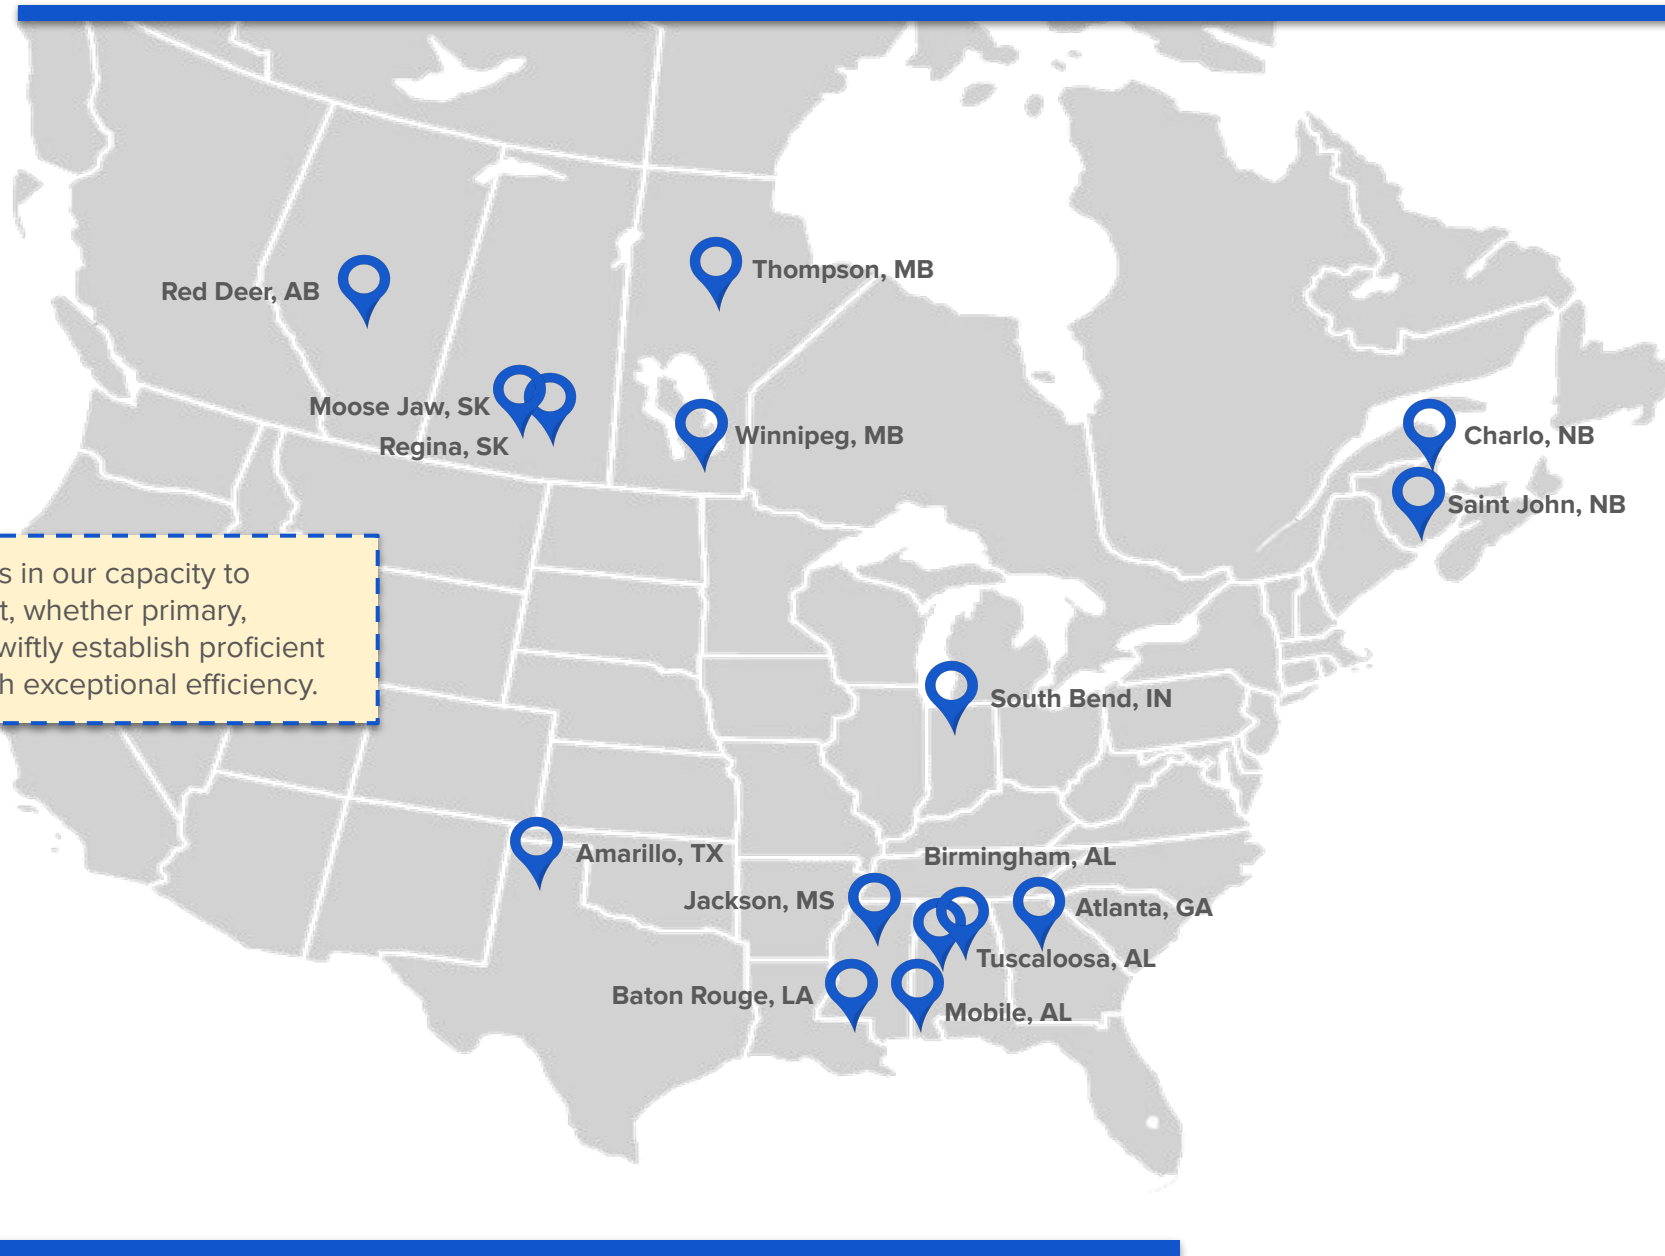 Thompson, MB
Red Deer, AB
Moose Jaw, SK
Regina, SK
Winnipeg, MB
Charlo, NB
Saint John, NB
s in our capacity to
t, whether primary,
wiftly establish proficient
h exceptional efficiency.
South Bend, IN
Amarillo, TX
Birmingham, AL
Jackson, MS
Atlanta, GA
Tuscaloosa, AL
Baton Rouge, LA
Mobile, AL